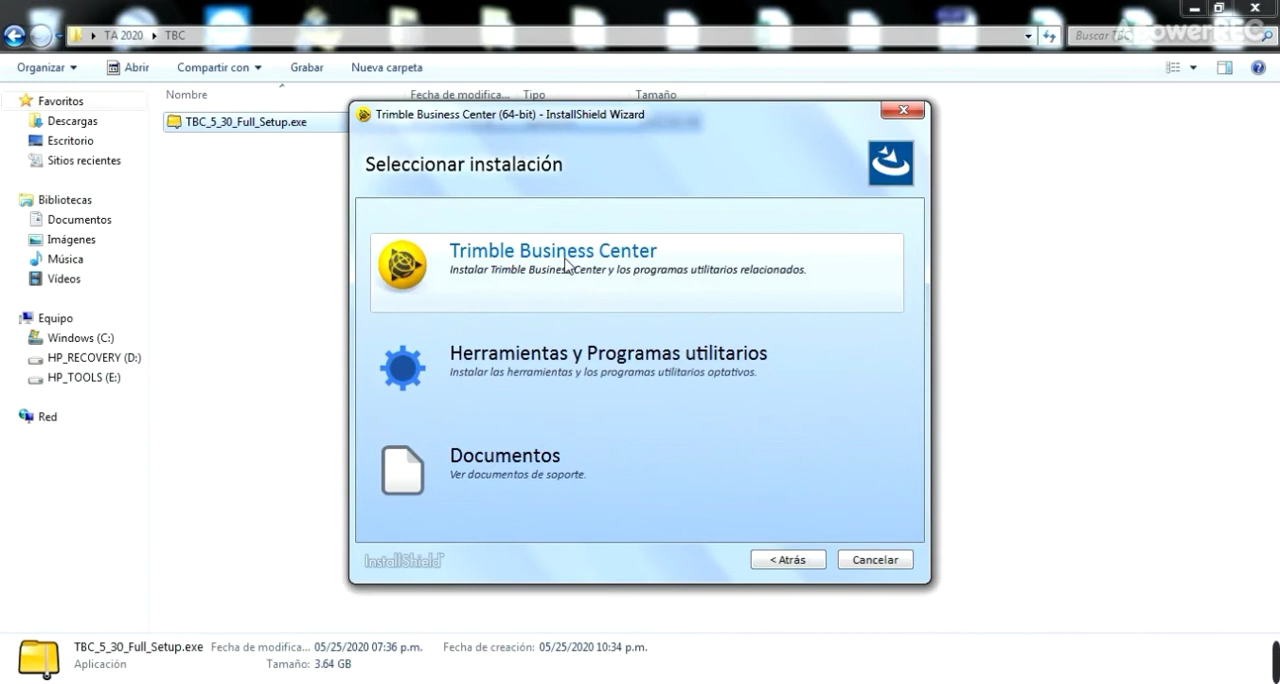 TA 2020 TBC
Buscar TBC
ApowerREC
Organizar Abrir Compartir con Grabar Nueva carpeta
Nombre Fecha de modifica... Tipo Tamaño
Favoritos
Descargas
Escritorio
Sitios recientes
Bibliotecas
Documentos
Imágenes
Música
Vídeos
Equipo
Windows (C:)
HP_RECOVERY (D:)
HP_TOOLS (E:)
Red
TBC_5_30_Full_Setup.exe
Trimble Business Center (64-bit) - InstallShield Wizard
Seleccionar instalación
Trimble Business Center
Instalar Trimble Business Center y los programas utilitarios relacionados.
Herramientas y Programas utilitarios
Instalar las herramientas y los programas utilitarios optativos.
Documentos
Ver documentos de soporte.
InstallShield
< Atrás Cancelar
TBC_5_30_Full_Setup.exe Fecha de modifica... 05/25/2020 07:36 p.m. Fecha de creación: 05/25/2020 10:34 p.m.
Aplicación Tamaño: 3.64 GB